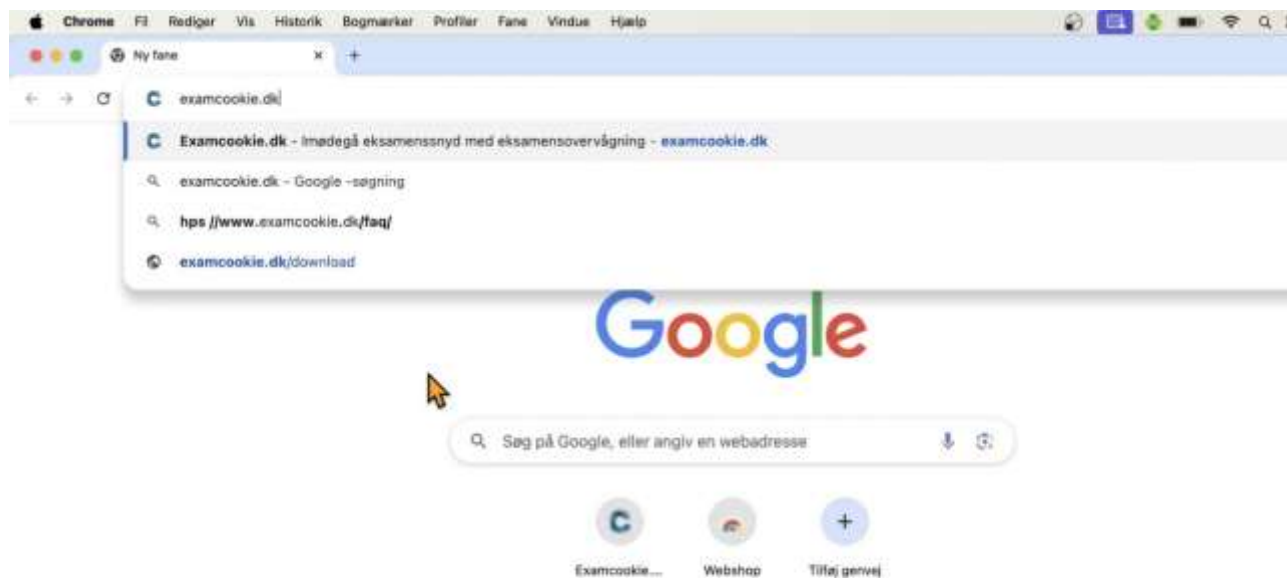 Chrome Fil Rediger Vis Historik Bogmærker Profiler Fane Vindue Hjælp
Ny fane
examcookie.dk
Examcookie.dk - Imødegå eksamenssnyd med eksamensovervågning - examcookie.dk
examcookie.dk - Google -søgning
hps //www.examcookie.dk/faq/
examcookie.dk/download
Google
Søg på Google, eller angiv en webadresse
Examcookie.... Webshop Tilføj genvej